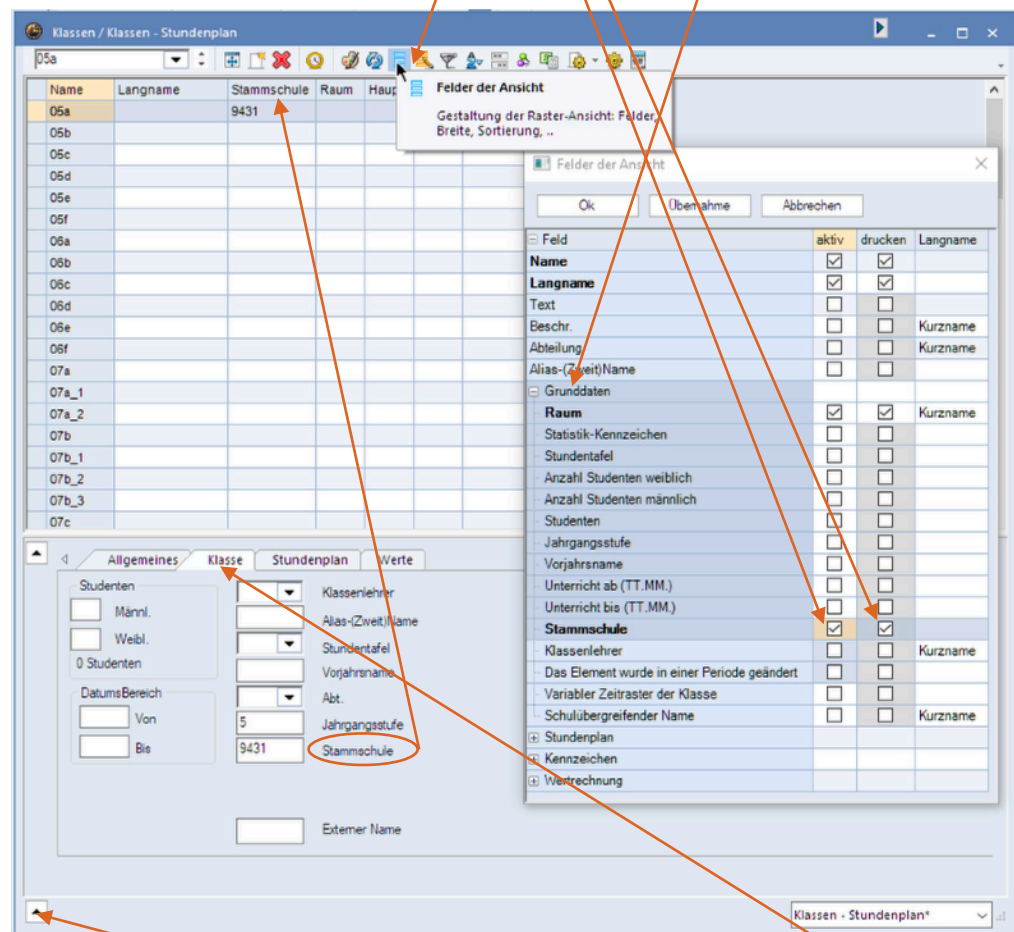 Klassen / Klassen - Stundenplan
05a
Name Langname Stammschule Raum Haup
05a 9431
05b
05c
05d
05e
05f
06a
06b
06c
06d
06e
06f
07a
07a_1
07a_2
07b
07b_1
07b_2
07b_3
07c
Felder der Ansicht
Gestaltung der Raster-Ansicht: Felder,
Breite, Sortierung, ..
Felder der Ansicht
Ok Übernahme Abbrechen
Feld aktiv drucken Langname
Name
Langname
Text
Beschr. Kurzname
Abteilung Kurzname
Alias-(Zweit)Name
Grunddaten
Raum Kurzname
Statistik-Kennzeichen
Stundentafel
Anzahl Studenten weiblich
Anzahl Studenten männlich
Studenten
Jahrgangsstufe
Vorjahrsname
Unterricht ab (TT.MM.)
Unterricht bis (TT.MM.)
Stammschule
Klassenlehrer Kurzname
Das Element wurde in einer Periode geändert
Variabler Zeitraster der Klasse
Schulübergreifender Name Kurzname
Stundenplan
Kennzeichen
Wertrechnung
Allgemeines Klasse Stundenplan Werte
Studenten
Männl.
Weibl.
0 Studenten
DatumsBereich
Von
Bis
Klassenlehrer
Alias-(Zweit)Name
Stundentafel
Vorjahrsname
Abt.
5 Jahrgangsstufe
9431 Stammschule
Externer Name
Klassen - Stundenplan*